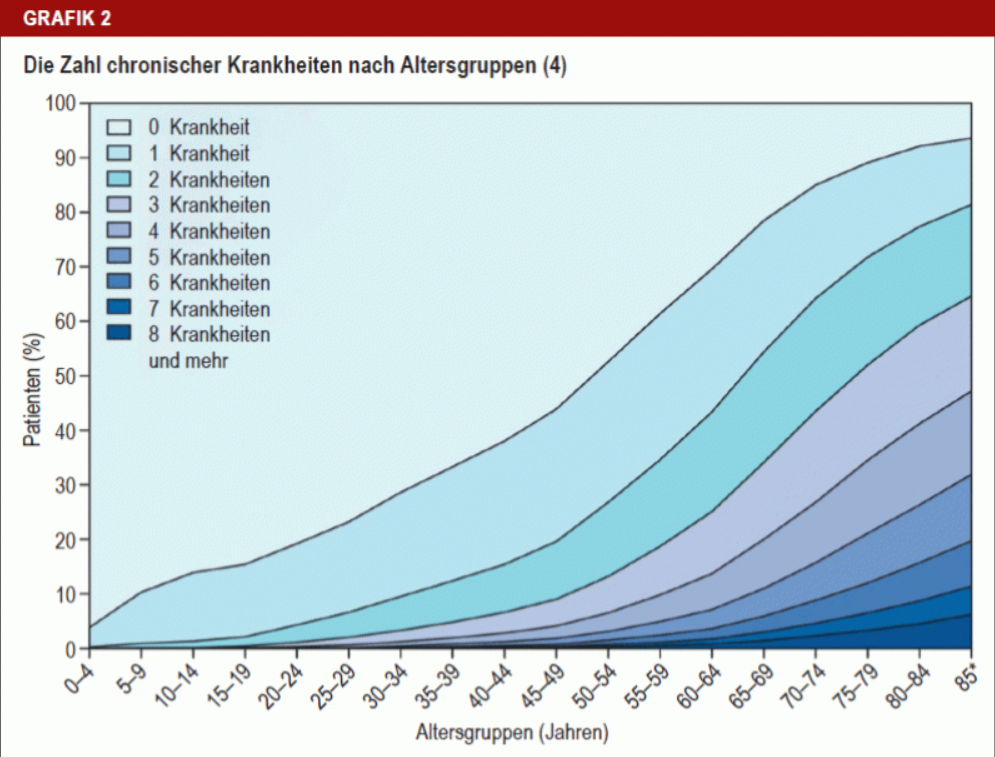 GRAFIK 2
Die Zahl chronischer Krankheiten nach Altersgruppen (4)
Patienten (%)
100
90
80
70
60
50
40
30
20
10
0
0 Krankheit
1 Krankheit
2 Krankheiten
3 Krankheiten
4 Krankheiten
5 Krankheiten
6 Krankheiten
7 Krankheiten
8 Krankheiten
und mehr
0–4
5–9
10–14
15–19
20–24
25–29
30–34
35–39
40–44
45–49
50–54
55–59
60–64
65–69
70–74
75–79
80–84
85+
Altersgruppen (Jahren)